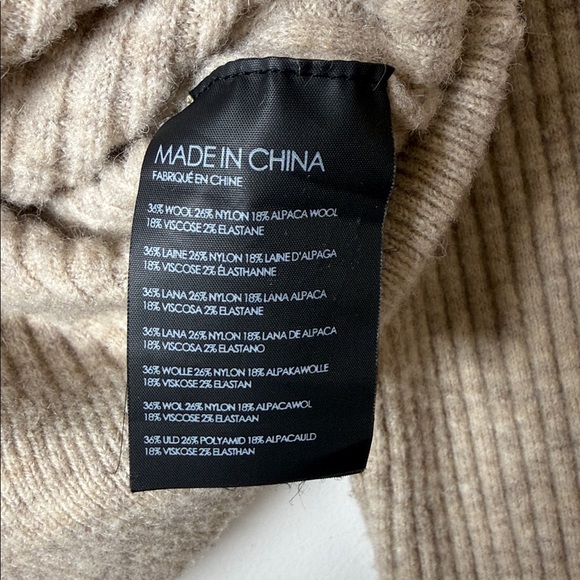 MADE IN CHINA
FABRIQUÉ EN CHINE
36% WOOL 26% NYLON 18% ALPACA WOOL
18% VISCOSE 2% ELASTANE
36% LAINE 26% NYLON 18% LAINE D'ALPAGA
18% VISCOSE 2% ÉLASTHANNE
36% LANA 26% NYLON 18% LANA ALPACA
18% VISCOSA 2% ELASTANE
36% LANA 26% NYLON 18% LANA DE ALPACA
18% VISCOSA 2% ELASTANO
36% WOLLE 26% NYLON 18% ALPAKAWOLLE
18% VISKOSE 2% ELASTAN
36% WOL 26% NYLON 18% ALPACAWOL
18% VISCOSE 2% ELASTAAN
36% ULD 26% POLYAMID 18% ALPACAULD
18% VISKOSE 2% ELASTHAN